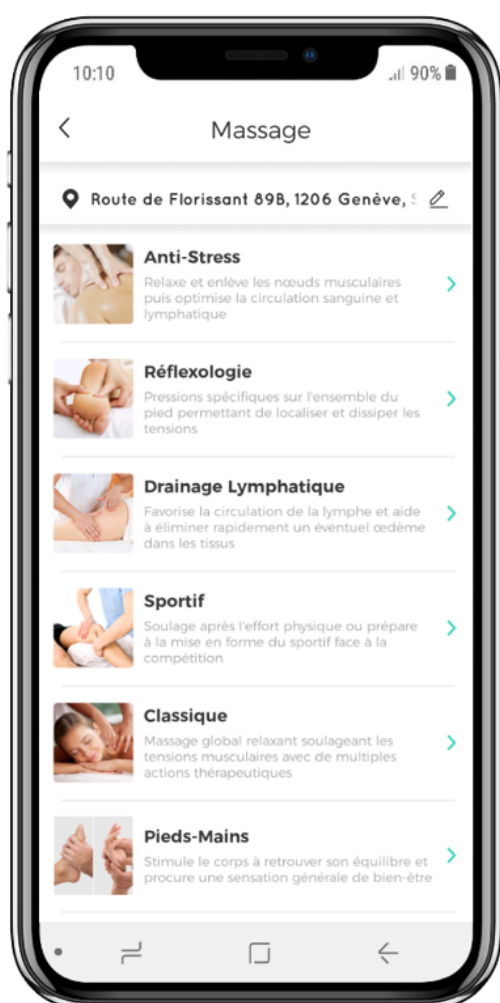 10:10
90%
Massage
Route de Florissant 89B, 1206 Genève,
Anti-Stress
Relaxe et enlève les nœuds musculaires
puis optimise la circulation sanguine et
lymphatique
Réflexologie
Pressions spécifiques sur l'ensemble du
pied permettant de localiser et dissiper les
tensions
Drainage Lymphatique
Favorise la circulation de la lymphe et aide
à éliminer rapidement un éventuel œdème
dans les tissus
Sportif
Soulage après l'effort physique ou prépare
à la mise en forme du sportif face à la
compétition
Classique
Massage global relaxant soulageant les
tensions musculaires avec de multiples
actions thérapeutiques
Pieds-Mains
Stimule le corps à retrouver son équilibre et
procure une sensation générale de bien-être